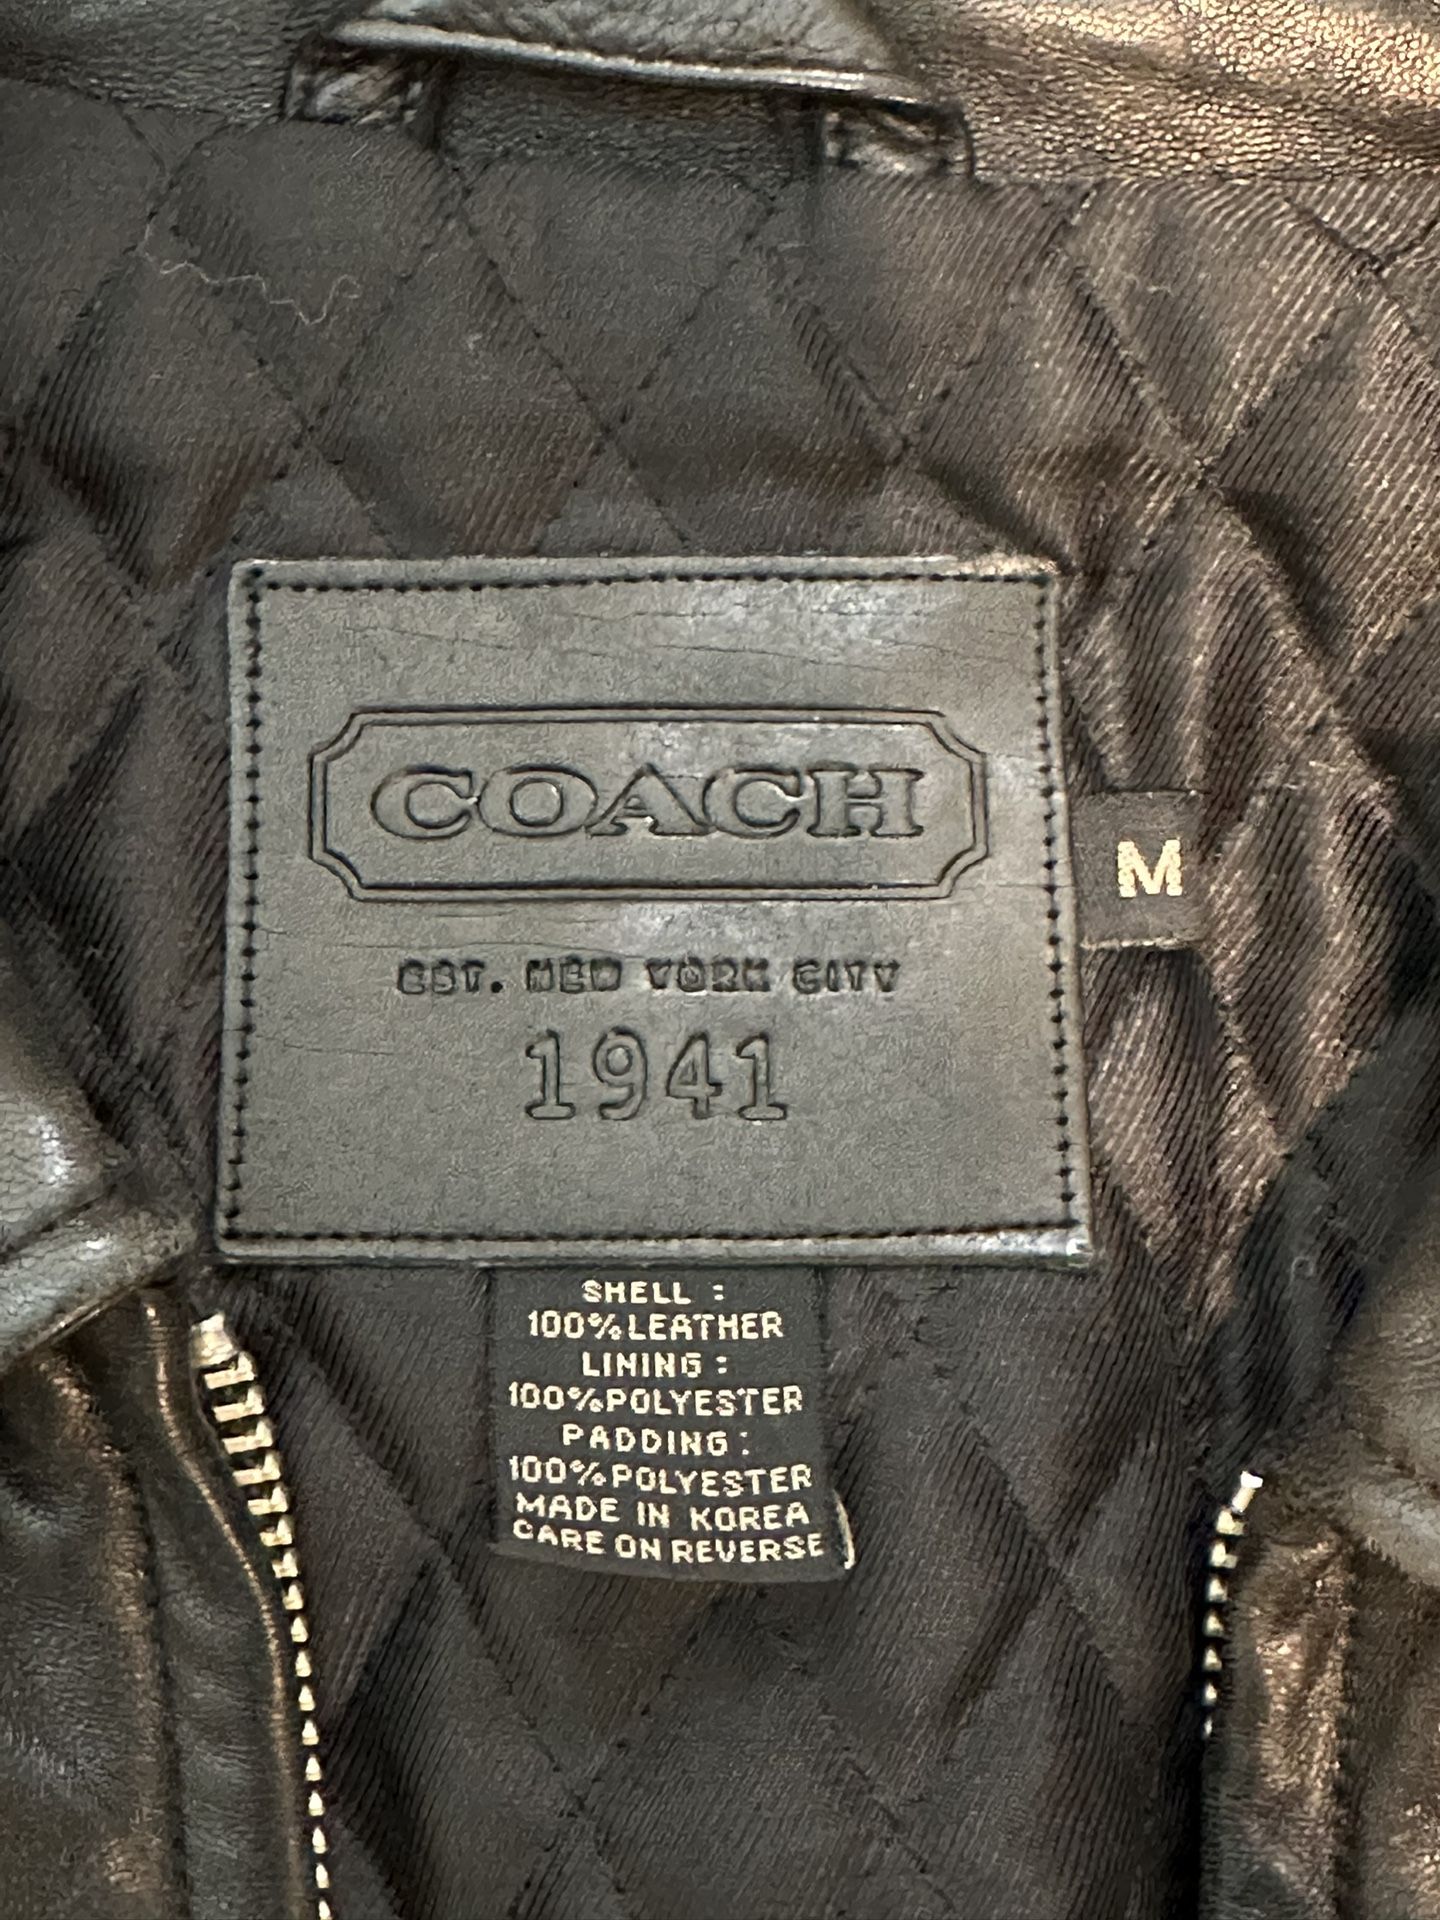 COACH
EST. NEW YORK CITY
1941
M
SHELL :
100%LEATHER
LINING :
100%POLYESTER
PADDING :
100%POLYESTER
MADE IN KOREA
CARE ON REVERSE